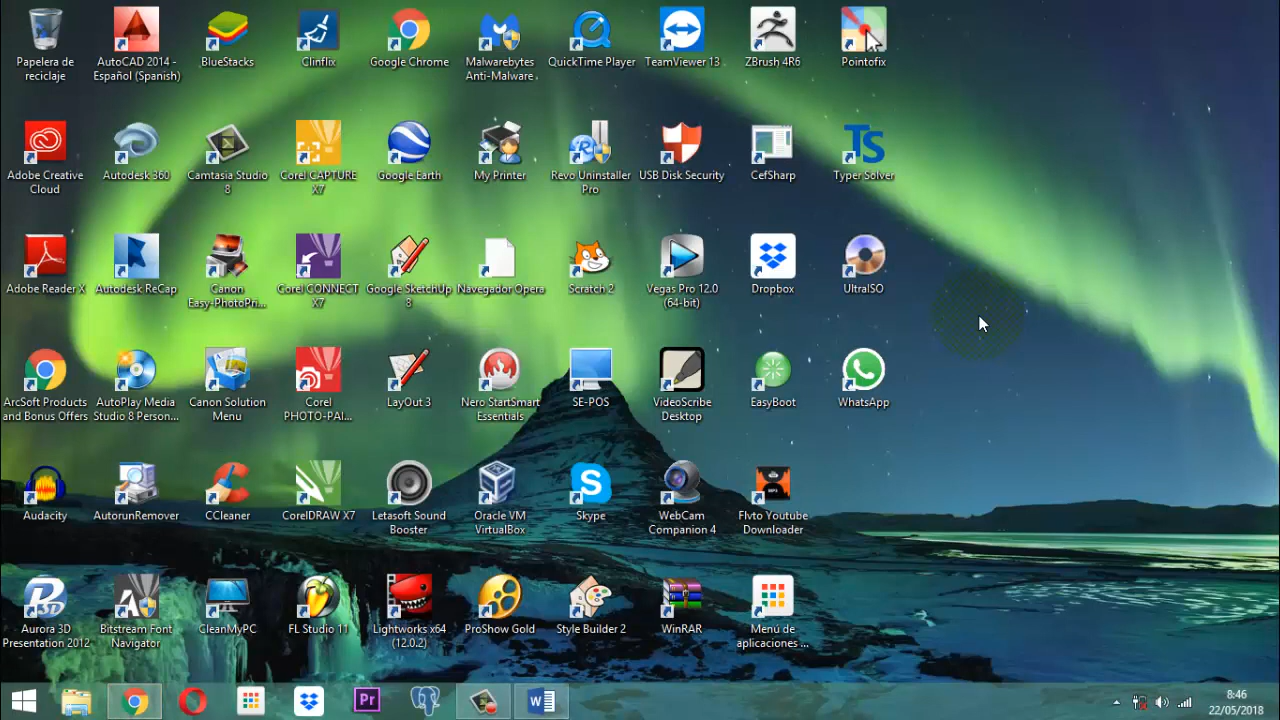 Papelera de
reciclaje
AutoCAD 2014 -
Español (Spanish)
BlueStacks
Clinflix
Google Chrome
Malwarebytes
Anti-Malware
QuickTime Player
TeamViewer 13
ZBrush 4R6
Pointofix
Adobe Creative
Cloud
Autodesk 360
Camtasia Studio
8
Corel CAPTURE
X7
Google Earth
My Printer
Revo Uninstaller
Pro
USB Disk Security
CefSharp
TS
Typer Solver
Adobe Reader X
Autodesk ReCap
Canon
Easy-PhotoPri...
Corel CONNECT
X7
Google SketchUp
8
Navegador Opera
Scratch 2
Vegas Pro 12.0
(64-bit)
Dropbox
UltraISO
ArcSoft Products
and Bonus Offers
AutoPlay Media
Studio 8 Person...
Canon Solution
Menu
Corel
PHOTO-PAI...
LayOut 3
Nero StartSmart
Essentials
SE-POS
VideoScribe
Desktop
EasyBoot
WhatsApp
Audacity
AutorunRemover
CCleaner
CorelDRAW X7
Letasoft Sound
Booster
Oracle VM
VirtualBox
Skype
WebCam
Companion 4
Flvto Youtube
Downloader
Aurora 3D
Presentation 2012
Bitstream Font
Navigator
CleanMyPC
FL Studio 11
Lightworks x64
(12.0.2)
ProShow Gold
Style Builder 2
WinRAR
Menú de
aplicaciones ...
Pr
8:46
22/05/2018